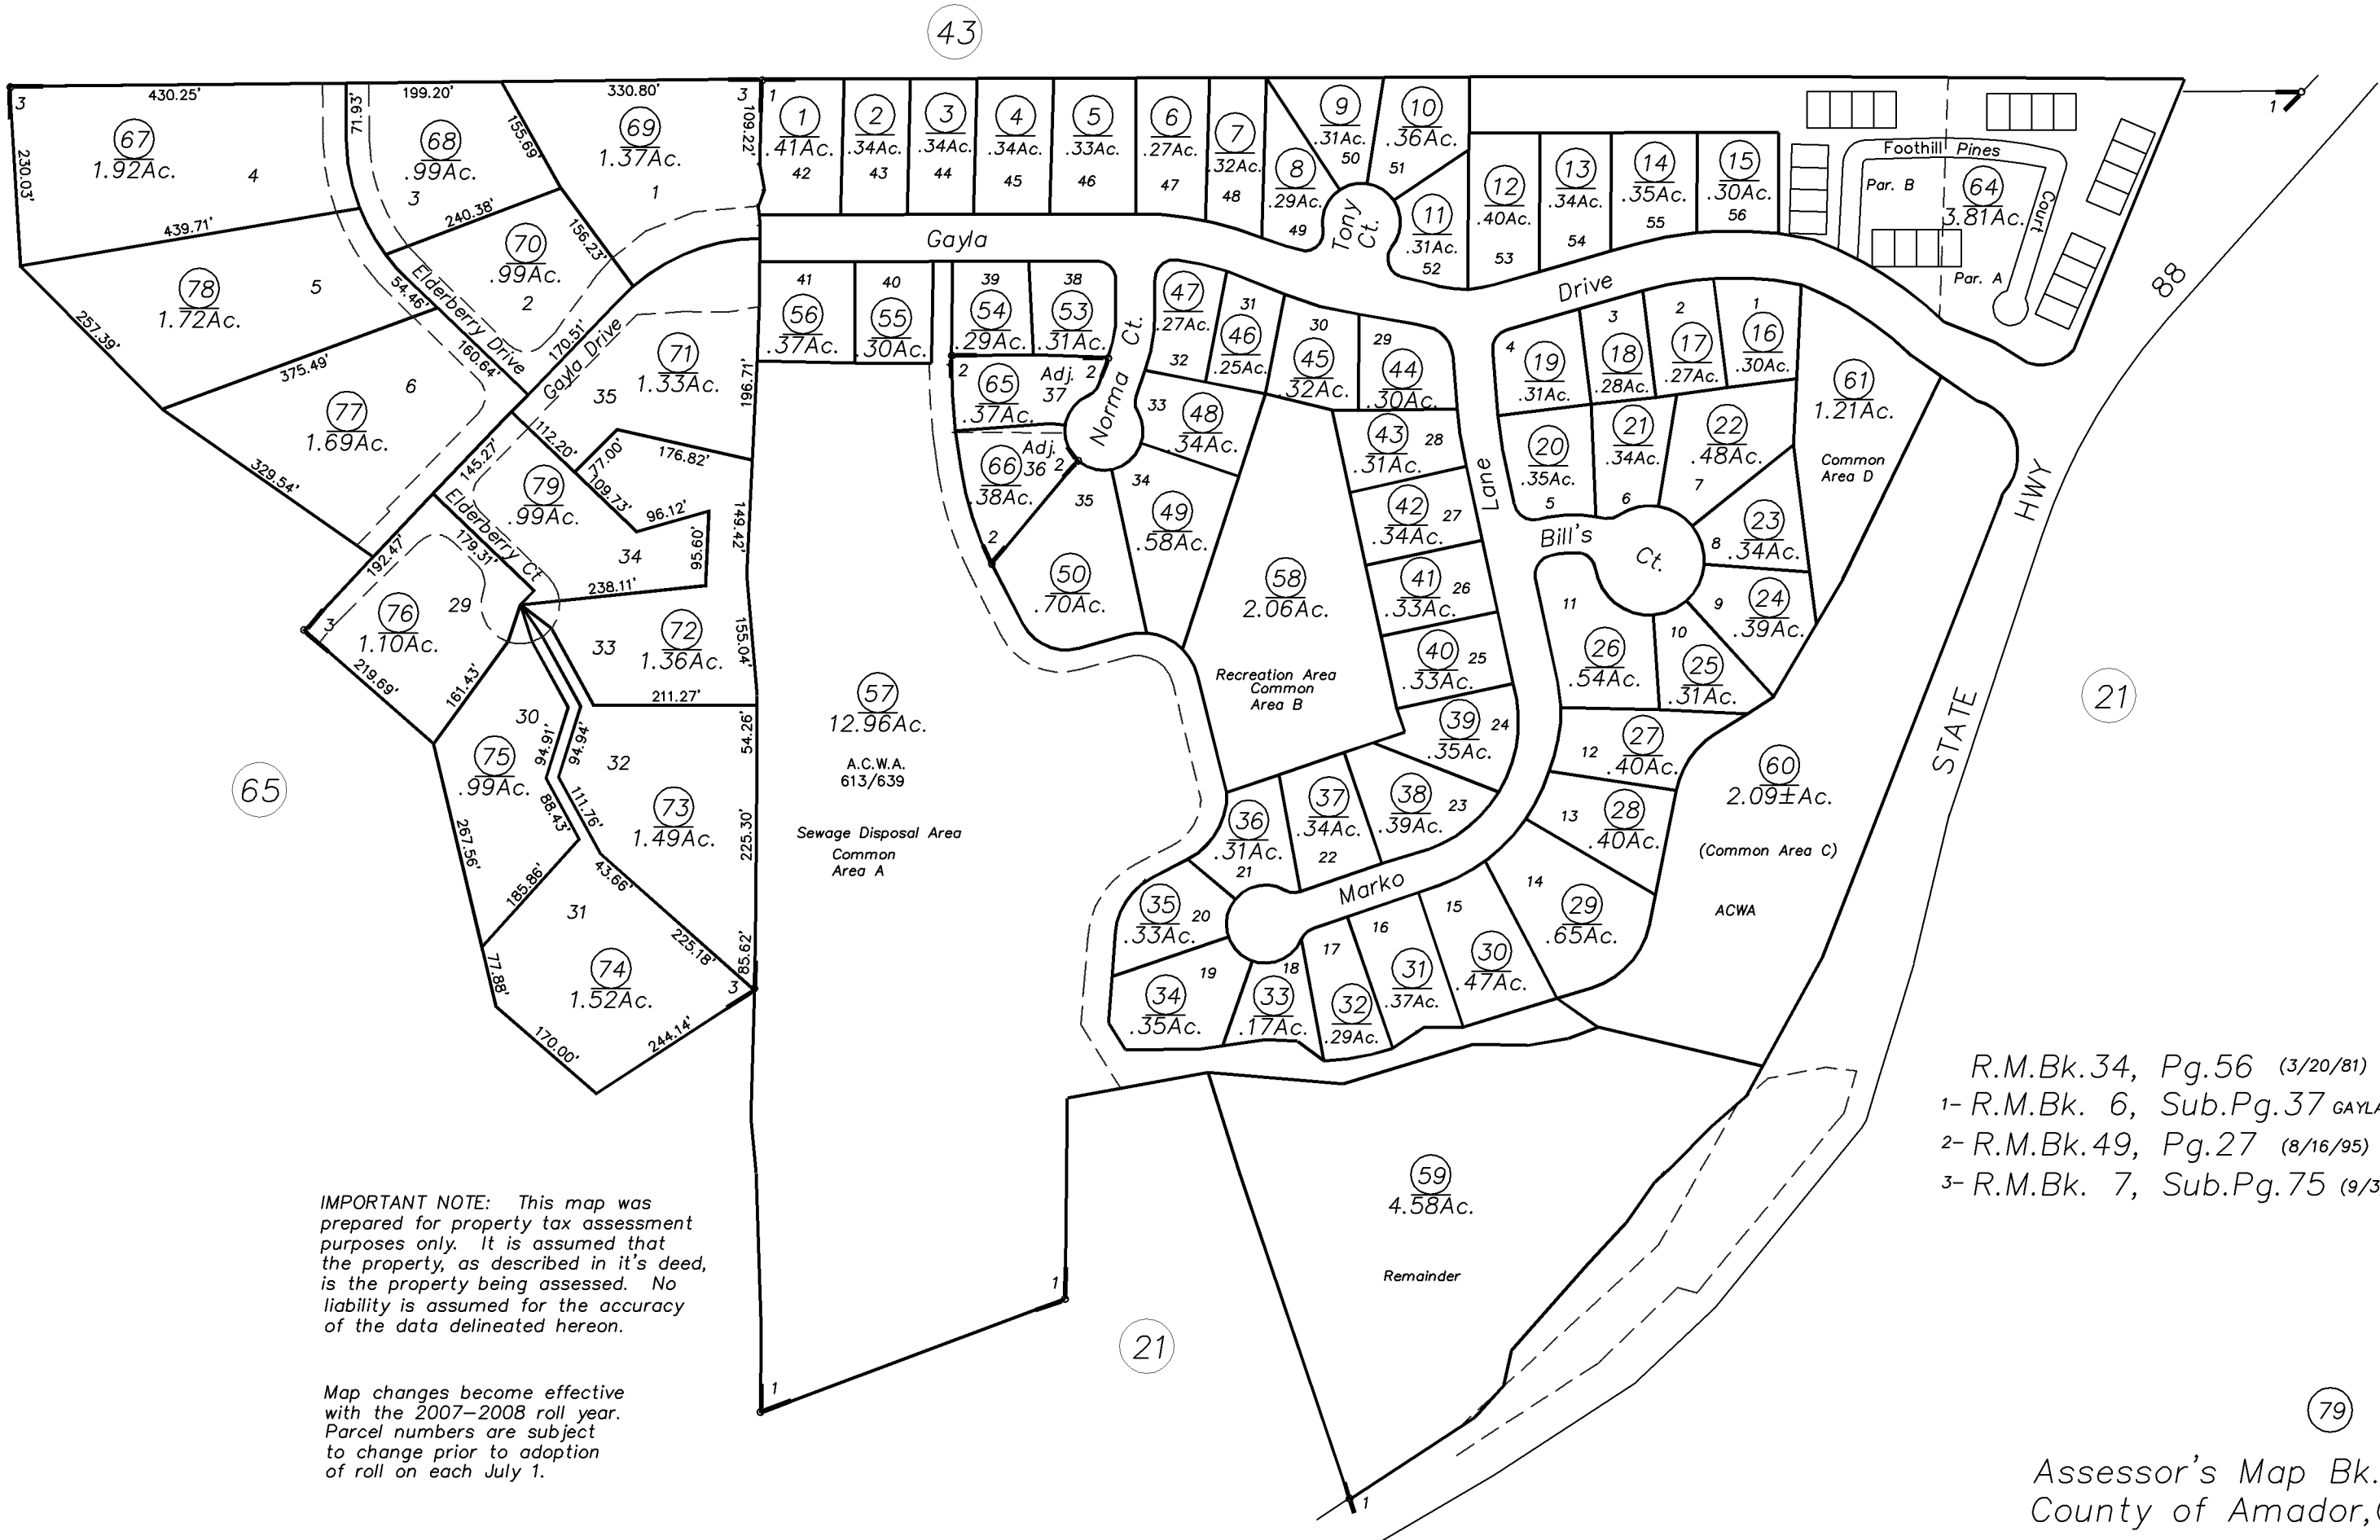 43
3
430.25'
71.93'
199.20'
155.69'
330.80'
3
1
109.22'
230.03'
67
1.92Ac.
4
68
.99Ac.
3
69
1.37Ac.
1
439.71'
240.38'
156.23'
70
.99Ac.
2
78
1.72Ac.
5
257.39'
54.46'
Elderberry Drive
160.64'
170.51'
Gayla Drive
375.49'
6
77
1.69Ac.
329.54'
71
1.33Ac.
35
196.71'
112.20'
77.00'
176.82'
145.27'
109.73'
96.12'
95.60'
149.42'
79
.99Ac.
34
Elderberry Ct
179.31'
192.47'
238.11'
76
1.10Ac.
29
3
219.69'
161.43'
33
72
1.36Ac.
155.04'
211.27'
54.26'
30
94.91'
94.94'
75
.99Ac.
32
88.43'
111.76'
73
1.49Ac.
225.30'
267.56'
185.86'
43.66'
31
225.18'
85.62'
3
77.88'
74
1.52Ac.
170.00'
244.14'
65
1
.41Ac.
42
2
.34Ac.
43
3
.34Ac.
44
4
.34Ac.
45
5
.33Ac.
46
6
.27Ac.
47
7
.32Ac.
48
8
.29Ac.
49
9
.31Ac.
50
10
.36Ac.
51
11
.31Ac.
52
12
.40Ac.
53
13
.34Ac.
54
14
.35Ac.
55
15
.30Ac.
56
Tony
Ct.
Foothill Pines
Court
Par. B
64
3.81Ac.
Par. A
1
88
Gayla
Drive
41
56
.37Ac.
40
55
.30Ac.
39
54
.29Ac.
38
53
.31Ac.
2
2
65
.37Ac.
Adj.
37
66
.38Ac.
Adj.
36
2
2
Norma Ct.
47
.27Ac.
32
31
46
.25Ac.
30
45
.32Ac.
29
44
.30Ac.
33
48
.34Ac.
34
49
.58Ac.
35
50
.70Ac.
43
.31Ac.
28
42
.34Ac.
27
41
.33Ac.
26
40
.33Ac.
25
39
.35Ac.
24
38
.39Ac.
23
37
.34Ac.
22
36
.31Ac.
21
35
.33Ac.
20
34
.35Ac.
19
33
.17Ac.
18
32
.29Ac.
17
31
.37Ac.
16
30
.47Ac.
15
29
.65Ac.
14
28
.40Ac.
13
27
.40Ac.
12
58
2.06Ac.
Recreation Area
Common
Area B
Lane
Marko
4
19
.31Ac.
3
18
.28Ac.
2
17
.27Ac.
1
16
.30Ac.
20
.35Ac.
5
21
.34Ac.
6
22
.48Ac.
7
61
1.21Ac.
Common
Area D
Bill's
Ct.
8
23
.34Ac.
9
24
.39Ac.
10
25
.31Ac.
11
26
.54Ac.
60
2.09±Ac.
(Common Area C)
ACWA
STATE
HWY
21
57
12.96Ac.
A.C.W.A.
613/639
Sewage Disposal Area
Common
Area A
59
4.58Ac.
Remainder
1
1
1
21
R.M.Bk.34, Pg.56 (3/20/81)
1- R.M.Bk. 6, Sub.Pg.37 GAYLA
2- R.M.Bk.49, Pg.27 (8/16/95)
3- R.M.Bk. 7, Sub.Pg.75 (9/3
IMPORTANT NOTE: This map was
prepared for property tax assessment
purposes only. It is assumed that
the property, as described in it's deed,
is the property being assessed. No
liability is assumed for the accuracy
of the data delineated hereon.
Map changes become effective
with the 2007-2008 roll year.
Parcel numbers are subject
to change prior to adoption
of roll on each July 1.
79
Assessor's Map Bk.
County of Amador,